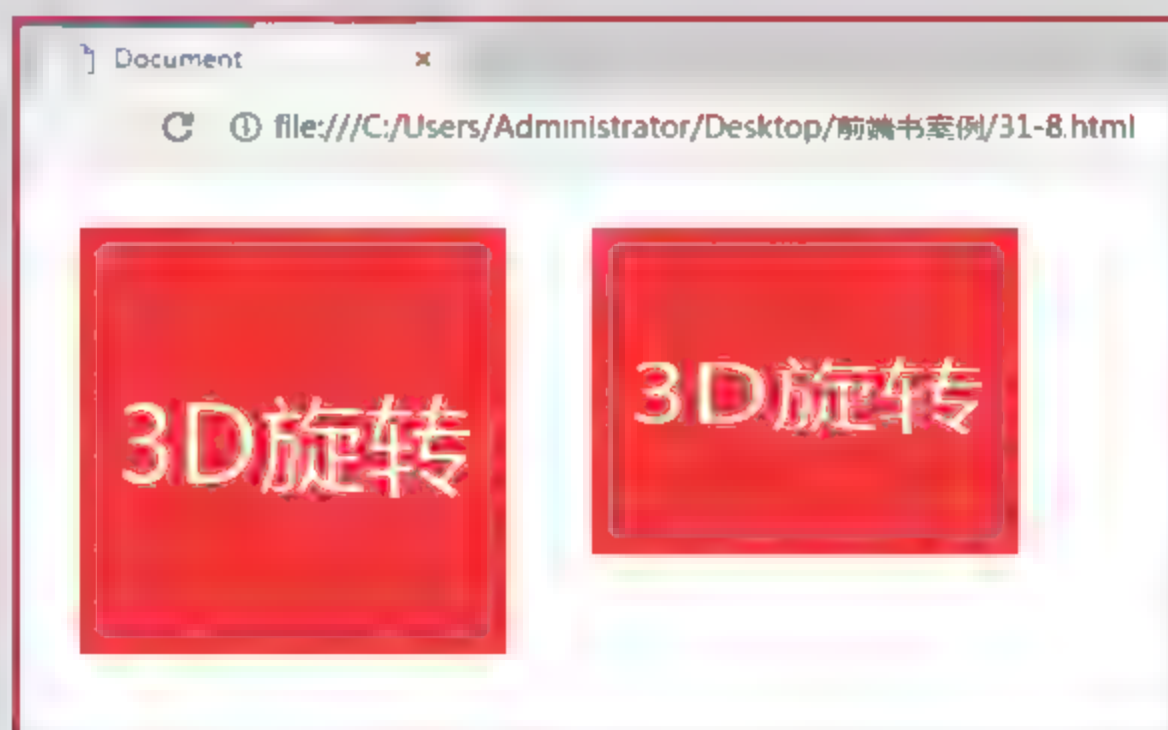 Document ×
file:///C:/Users/Administrator/Desktop/前端书案例/31-8.html
3D旋转
3D旋转